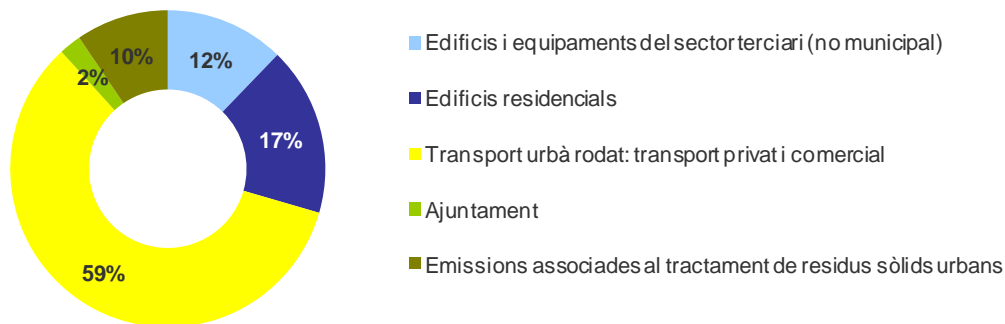 10%
12%
2%
17%
59%
Edificis i equipaments del sector terciari (no municipal)
Edificis residencials
Transport urbà rodat: transport privat i comercial
Ajuntament
Emissions associades al tractament de residus sòlids urbans